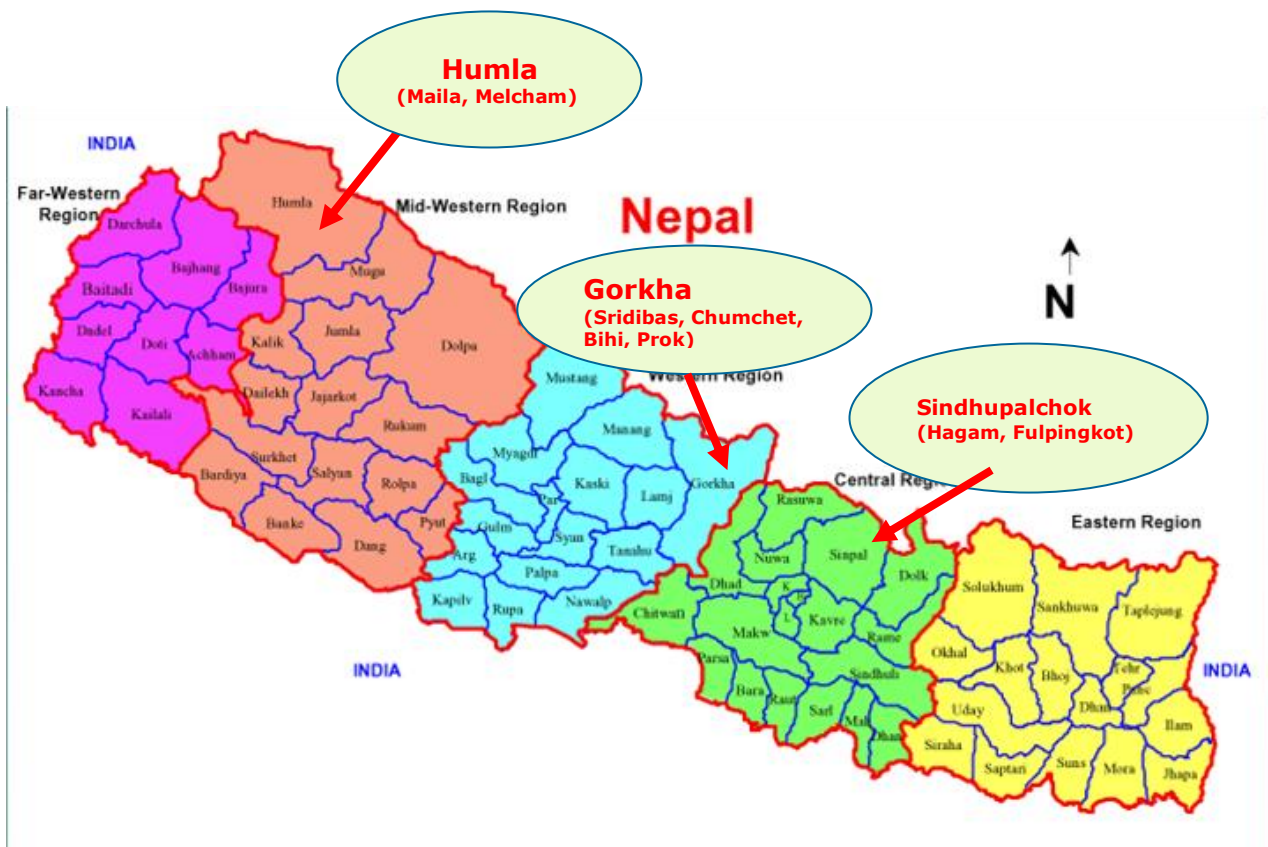 Humla
(Maila, Melcham)
INDIA
Far-Western
Region
Mid-Western Region
Nepal
N
Gorkha
(Sridibas, Chumchet,
Bihi, Prok)
Western Region
Sindhupalchok
(Hagam, Fulpingkot)
Central Regi
Eastern Region
INDIA
INDIA
Darchula
Bajhang
Bajura
Baitadi
Dadel
Doti
Achham
Kancha
Kailali
Humla
Mugu
Jumla
Kalik
Dolpa
Dailekh
Jajarkot
Rukum
Surkhet
Salyan
Rolpa
Bardiya
Banke
Dang
Pyut
Mustang
Manang
Myagdi
Bagl
Par
Kaski
Lamj
Gorkha
Gulm
Syan
Tanahu
Arg
Palpa
Kapilv
Rupa
Nawalp
Rasuwa
Nuwa
Sinpal
Dolk
Dhad
K
L
Kavre
Chitwan
Makw
Rame
Parsa
Sindhuli
Bara
Raut
Sarl
Mah
Dhan
Solukhum
Sankhuwa
Taplejung
Okhal
Khot
Bhoj
Tehr
Panc
Dhan
Uday
Ilam
Siraha
Saptari
Suns
Mora
Jhapa